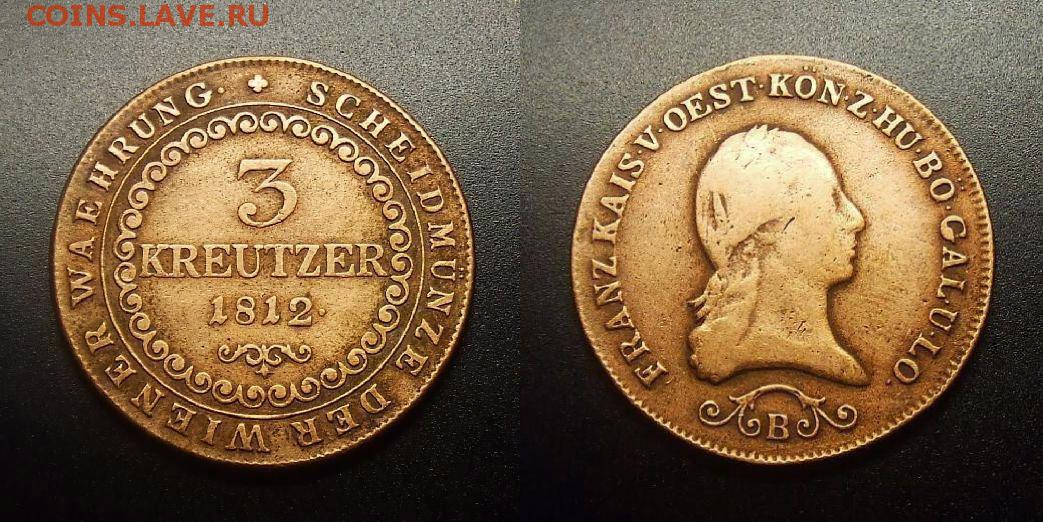 COINS.LAVE.RU
SCHEIDMÜNZE DER WIENER WAEHRUNG.
3
KREUTZER
1812.
FRANZ KAIS·V·OEST·KÖN·Z·HU·BO·GAL·U·LO.
B